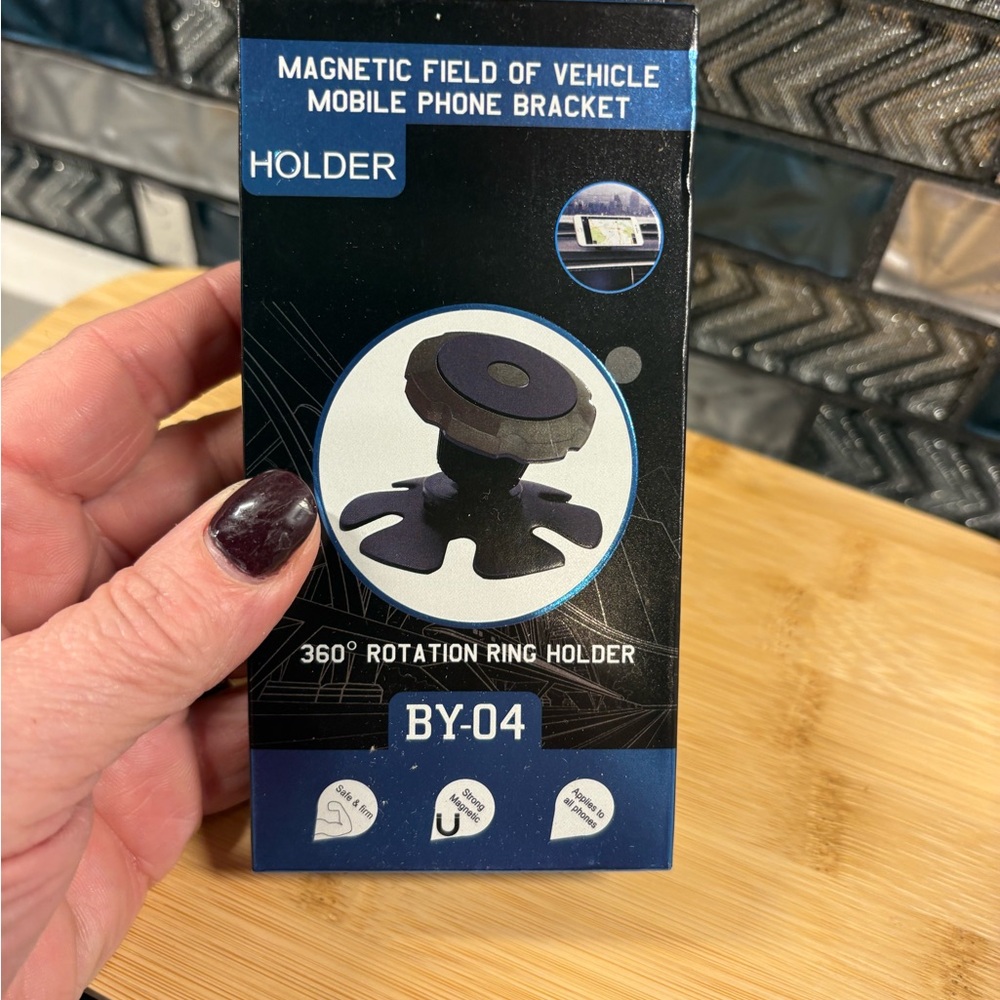 MAGNETIC FIELD OF VEHICLE
MOBILE PHONE BRACKET
HOLDER
360° ROTATION RING HOLDER
BY-04
Safe & firm
Strong
Magnetic
Applies to
all phones